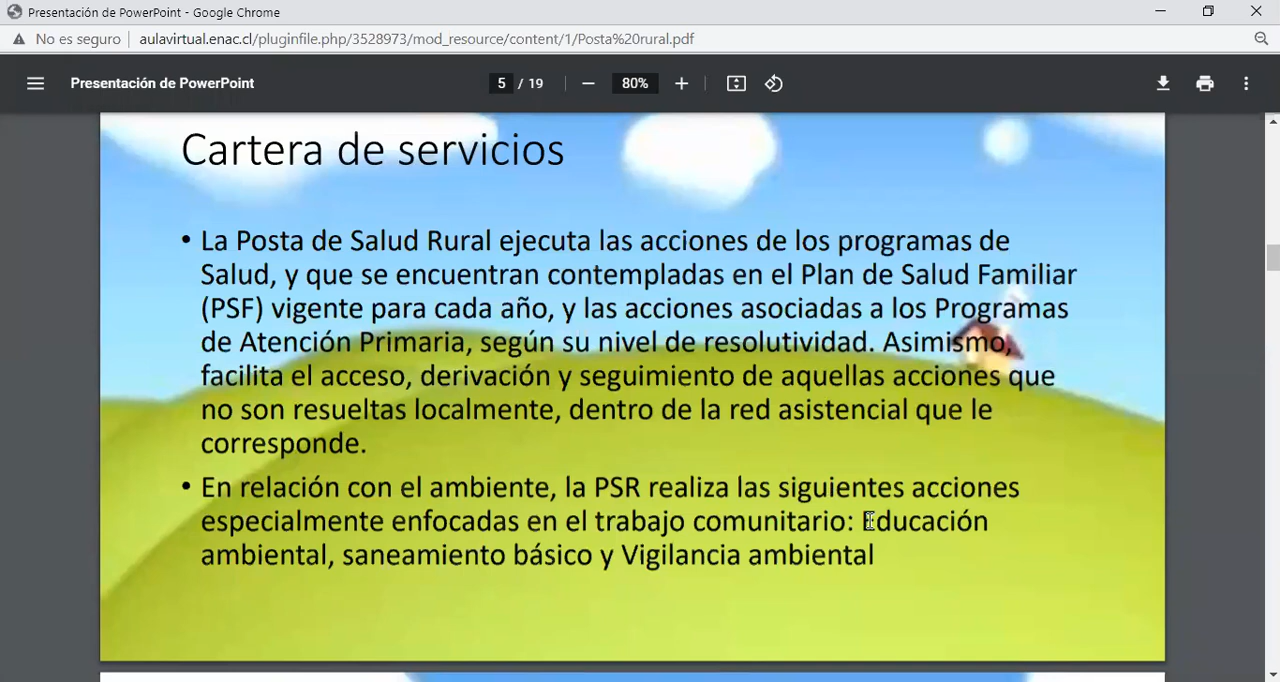 Presentación de PowerPoint - Google Chrome
No es seguro | aulavirtual.enac.cl/pluginfile.php/3528973/mod_resource/content/1/Posta%20rural.pdf
Presentación de PowerPoint 5 / 19 80%
Cartera de servicios
• La Posta de Salud Rural ejecuta las acciones de los programas de
Salud, y que se encuentran contempladas en el Plan de Salud Familiar
(PSF) vigente para cada año, y las acciones asociadas a los Programas
de Atención Primaria, según su nivel de resolutividad. Asimismo,
facilita el acceso, derivación y seguimiento de aquellas acciones que
no son resueltas localmente, dentro de la red asistencial que le
corresponde.
• En relación con el ambiente, la PSR realiza las siguientes acciones
especialmente enfocadas en el trabajo comunitario: Educación
ambiental, saneamiento básico y Vigilancia ambiental